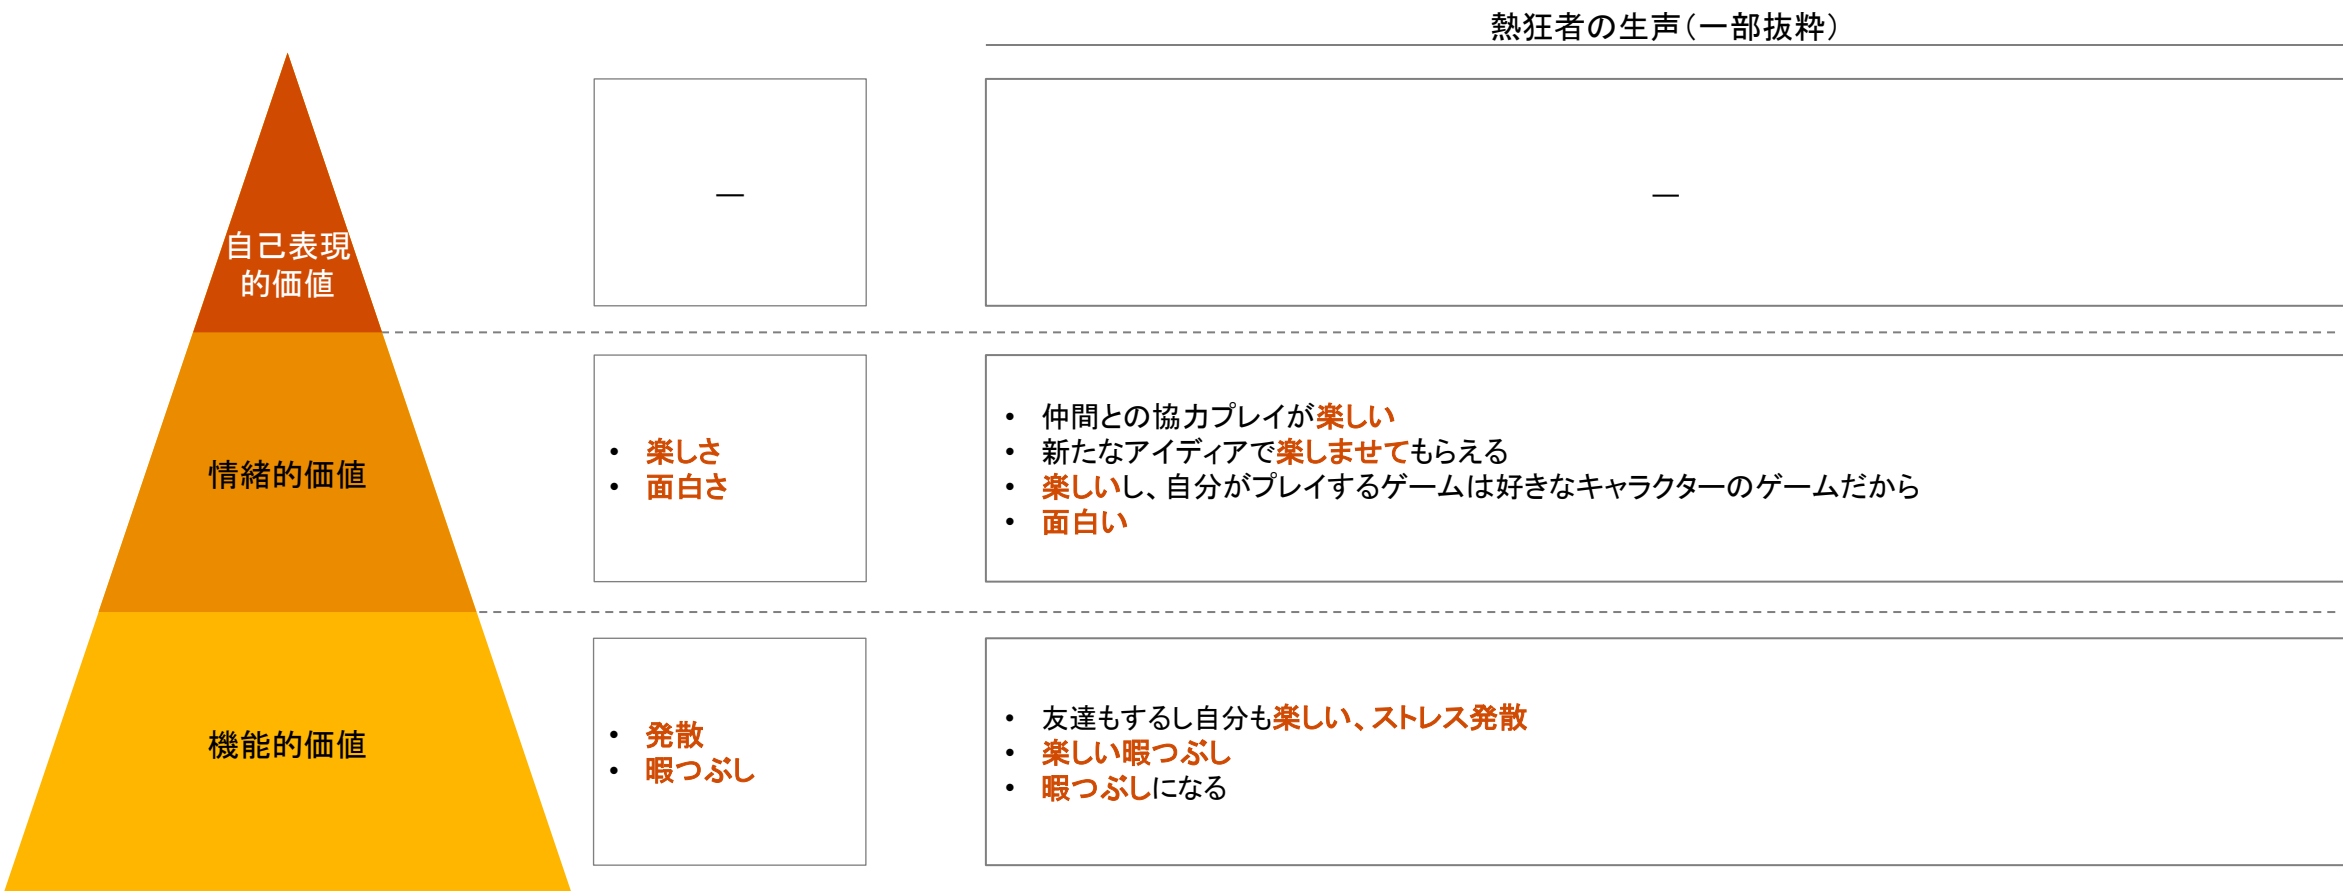 熱狂者の生声(一部抜粋)
自己表現
的価値
—
—
情緒的価値
• 楽しさ
• 面白さ
• 仲間との協力プレイが楽しい
• 新たなアイディアで楽しませてもらえる
• 楽しいし、自分がプレイするゲームは好きなキャラクターのゲームだから
• 面白い
機能的価値
• 発散
• 暇つぶし
• 友達もするし自分も楽しい、ストレス発散
• 楽しい暇つぶし
• 暇つぶしになる